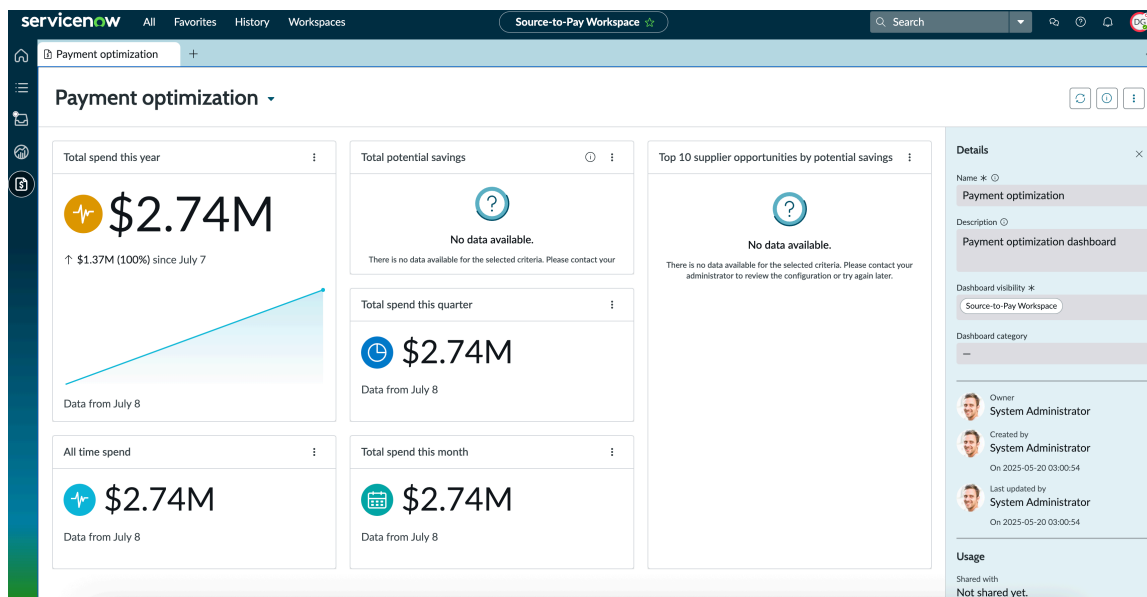 servicenow
All
Favorites
History
Workspaces
Source-to-Pay Workspace
Search
DG
Payment optimization
Payment optimization
Total spend this year
$2.74M
↑ $1.37M (100%) since July 7
Data from July 8
Total potential savings
No data available.
There is no data available for the selected criteria. Please contact your
Total spend this quarter
$2.74M
Data from July 8
Top 10 supplier opportunities by potential savings
No data available.
There is no data available for the selected criteria. Please contact your
administrator to review the configuration or try again later.
All time spend
$2.74M
Data from July 8
Total spend this month
$2.74M
Data from July 8
Details
Name *
Payment optimization
Description
Payment optimization dashboard
Dashboard visibility *
Source-to-Pay Workspace
Dashboard category
—
Owner
System Administrator
Created by
System Administrator
On 2025-05-20 03:00:54
Last updated by
System Administrator
On 2025-05-20 03:00:54
Usage
Shared with
Not shared yet.